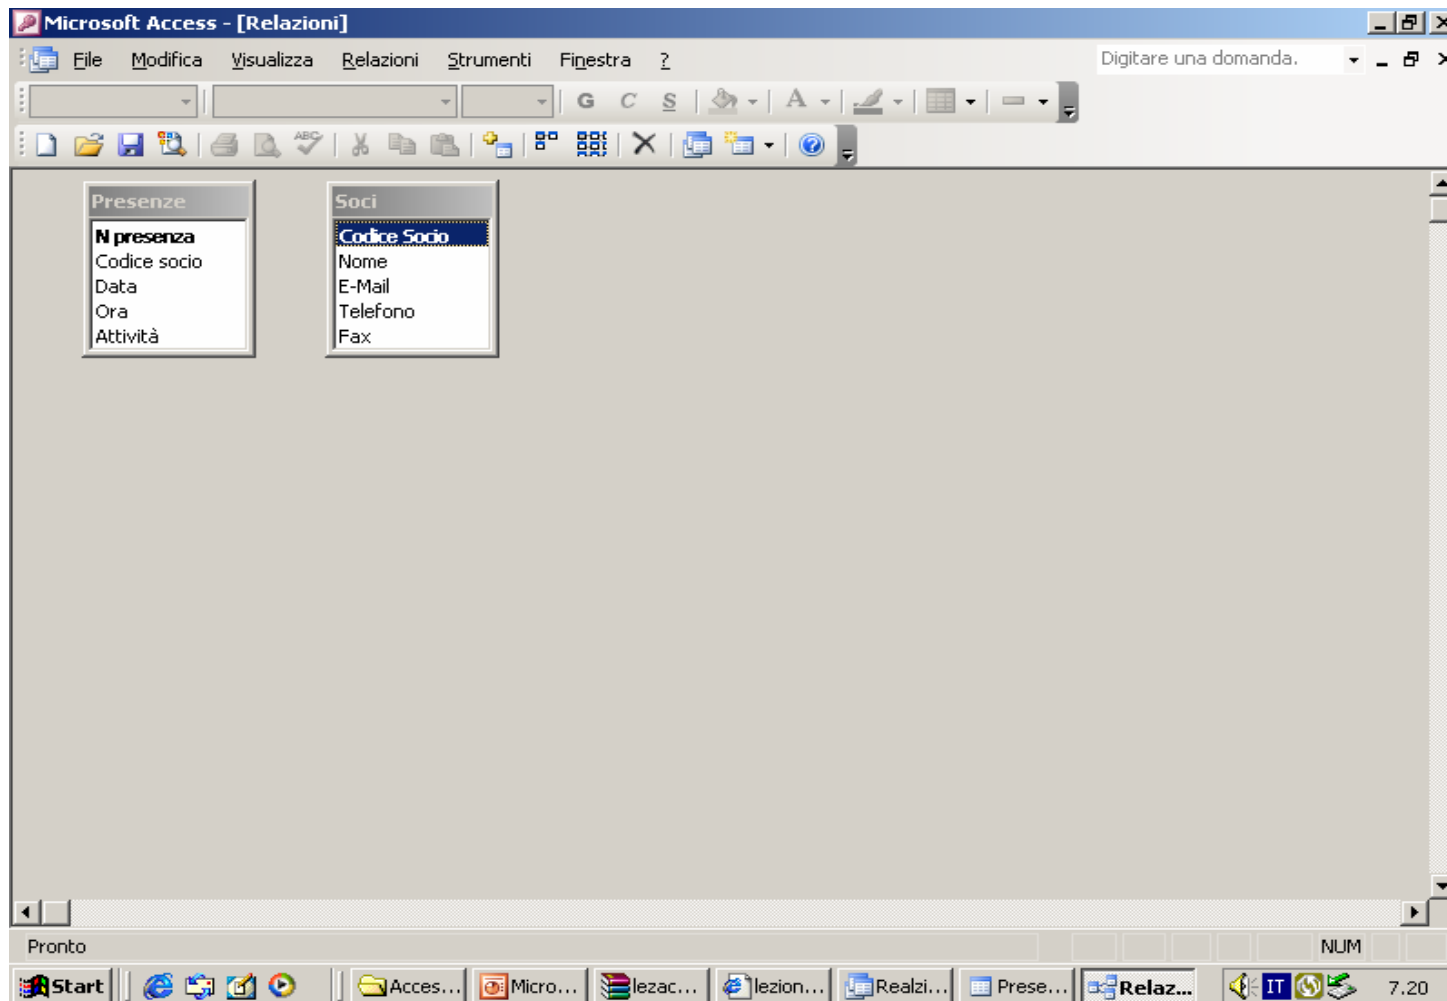 Microsoft Access - [Relazioni]
File Modifica Visualizza Relazioni Strumenti Finestra ? Digitare una domanda.
G C S A
ABC
Presenze
N presenza
Codice socio
Data
Ora
Attività
Soci
Codice Socio
Nome
E-Mail
Telefono
Fax
Pronto NUM
Start Acces... Micro... lezac... lezion... Realzi... Prese... Relaz... IT 7.20